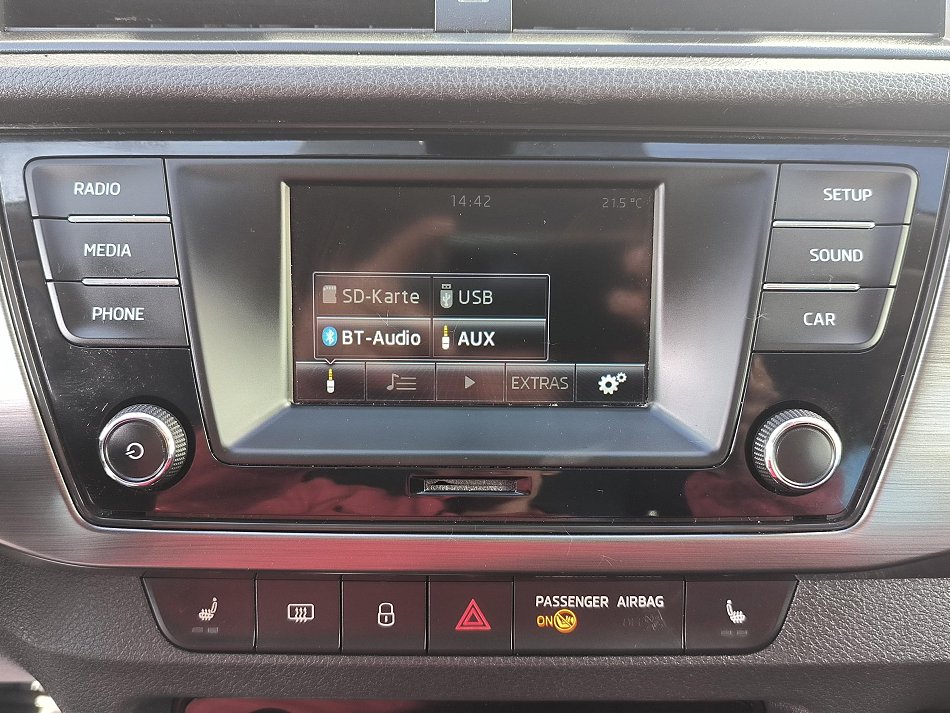 RADIO
MEDIA
PHONE
14:42
21.5 °C
SD-Karte USB
BT-Audio AUX
EXTRAS
SETUP
SOUND
CAR
PASSENGER AIRBAG
ON